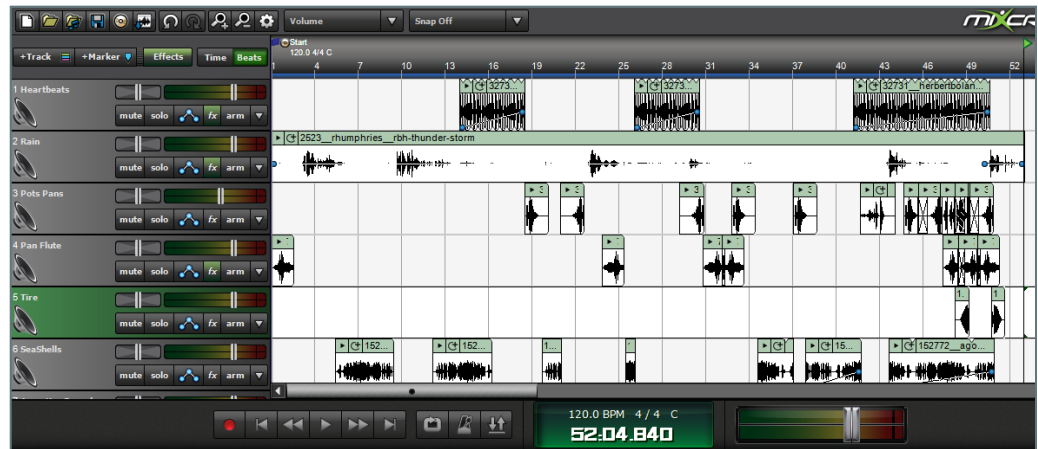 Volume Snap Off MIXCR
+Track +Marker Effects Time Beats
Start
120.0 4/4 C
1 4 7 10 13 16 19 22 25 28 31 34 37 40 43 46 49 52
1 Heartbeats
mute solo fx arm
3273... 3273... 32731__herbertbolan...
2 Rain
mute solo fx arm
2523__rhumphries__rbh-thunder-storm
3 Pots Pans
mute solo fx arm
4 Pan Flute
mute solo fx arm
5 Tire
mute solo fx arm
1. 1
6 SeaShells
mute solo fx arm
152... 152... 1... 15... 152772__ago...
120.0 BPM 4 / 4 C
52:04.840